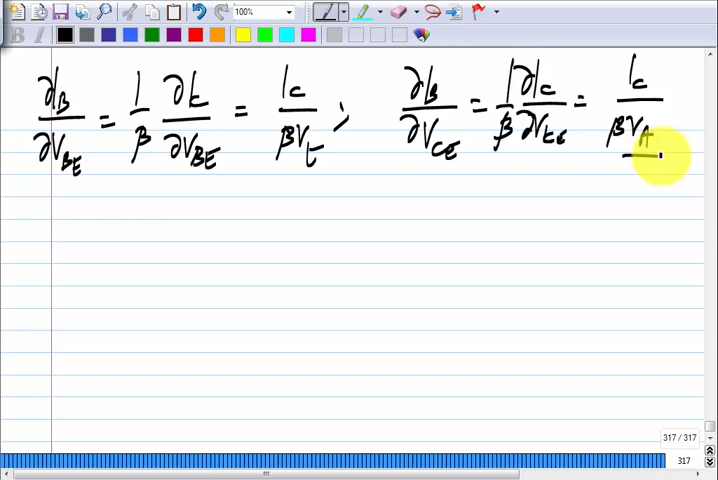 100%
B I
∂I_B/∂V_BE = 1/β ∂I_c/∂V_BE = I_c/βV_t ; ∂I_B/∂V_CE = 1/β ∂I_c/∂V_CE = I_c/βV_A
317 / 317
317